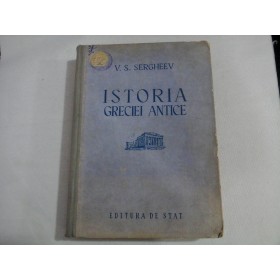 V. S. SERGHEEV
ISTORIA
GRECIEI ANTICE
EDITURA DE STAT